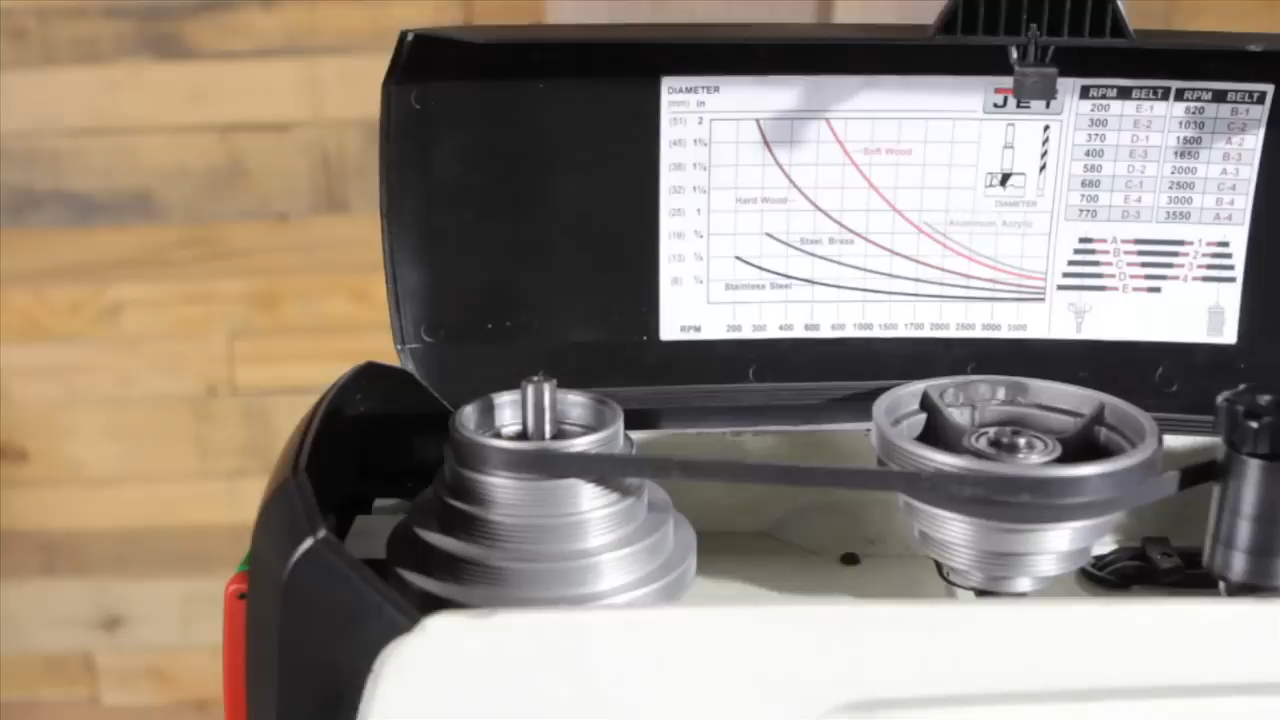 DIAMETER
(mm) in
JET
(51) 2
(45) 1¾
(38) 1½
(32) 1¼
(25) 1
(19) ¾
(13) ½
(6) ¼
Soft Wood
Hard Wood
Aluminum, Acrylic
Steel, Brass
Stainless Steel
DIAMETER
RPM 200 300 400 600 600 1000 1500 1700 2000 2500 3000 3500
RPM BELT RPM BELT
200 E-1 820 B-1
300 E-2 1030 C-2
370 D-1 1500 A-2
400 E-3 1650 B-3
580 D-2 2000 A-3
680 C-1 2500 C-4
700 E-4 3000 B-4
770 D-3 3550 A-4
A 1
B 2
C 3
D 4
E